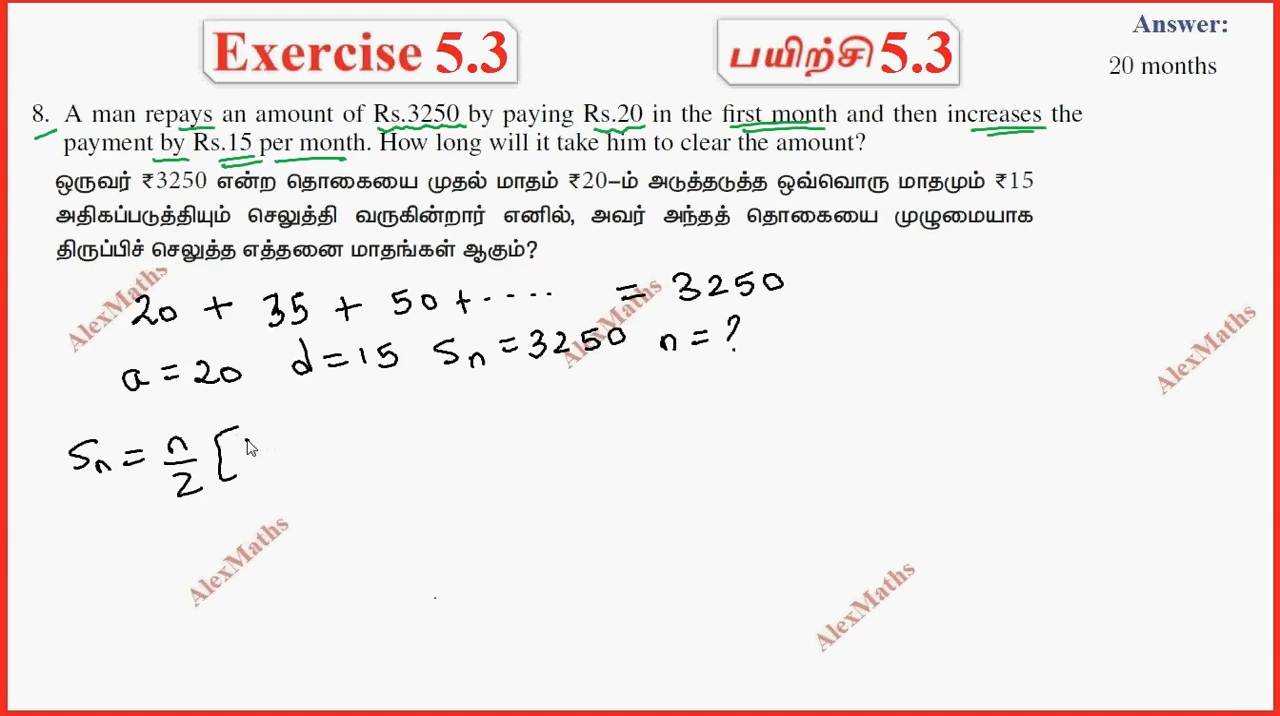 Answer:
Exercise 5.3
பயிற்சி 5.3
20 months
8. A man repays an amount of Rs.3250 by paying Rs.20 in the first month and then increases the
payment by Rs.15 per month. How long will it take him to clear the amount?
ஒருவர் ₹3250 என்ற தொகையை முதல் மாதம் ₹20-ம் அடுத்தடுத்த ஒவ்வொரு மாதமும் ₹15
அதிகப்படுத்தியும் செலுத்தி வருகின்றார் எனில், அவர் அந்தத் தொகையை முழுமையாக
திருப்பிச் செலுத்த எத்தனை மாதங்கள் ஆகும்?
20 + 35 + 50 + ···· = 3250
a = 20 d = 15 Sn = 3250 n = ?
Sn = n/2 [
AlexMaths
AlexMaths
AlexMaths
AlexMaths
AlexMaths